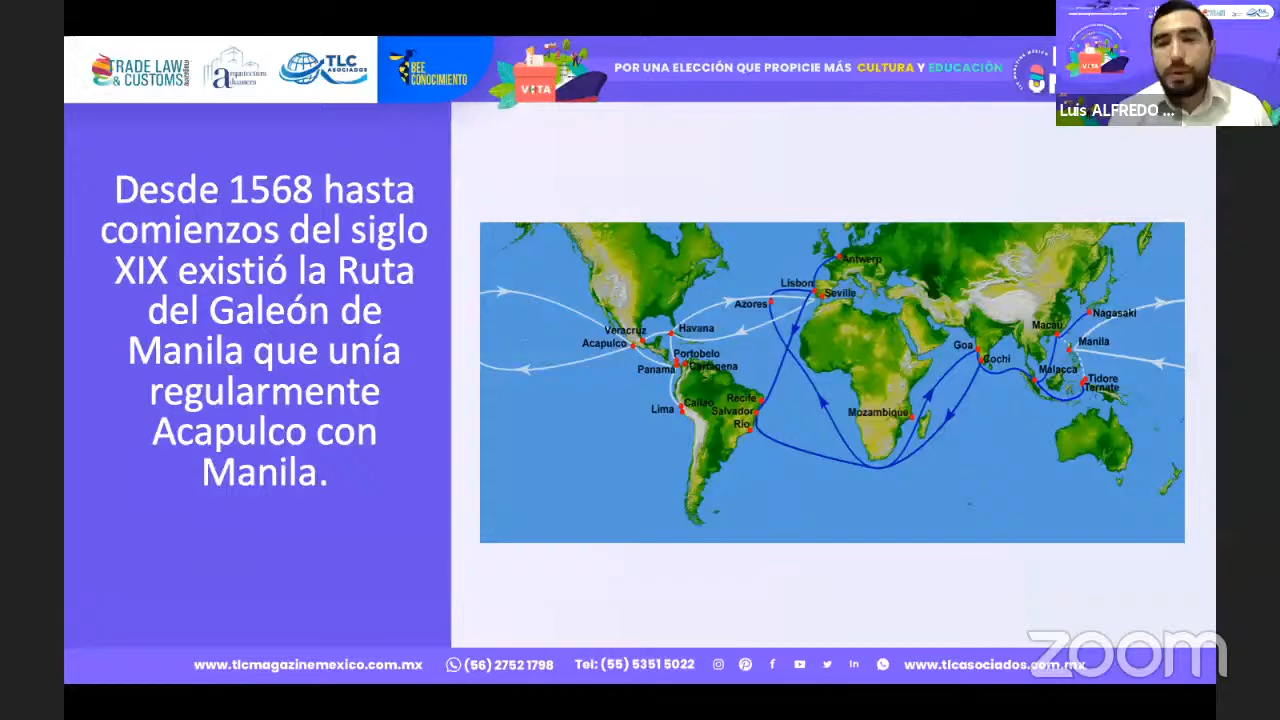 TRADE LAW
& CUSTOMS
TLC
ASOCIADOS
BEE
CONOCIMIENTO
VOTA
POR UNA ELECCIÓN QUE PROPICIE MÁS CULTURA Y EDUCACIÓN
Luis ALFREDO ...
Desde 1568 hasta
comienzos del siglo
XIX existió la Ruta
del Galeón de
Manila que unía
regularmente
Acapulco con
Manila.
Antwerp
Lisbon
Seville
Azores
Veracruz
Havana
Acapulco
Portobelo
Panama
Cartagena
Lima
Callao
Recife
Salvador
Rio
Mozambique
Goa
Cochi
Macau
Nagasaki
Manila
Malacca
Tidore
Ternate
www.tlcmagazinemexico.com.mx
(56) 2752 1798
Tel: (55) 5351 5022
www.tlcasociados.com.mx
zoom